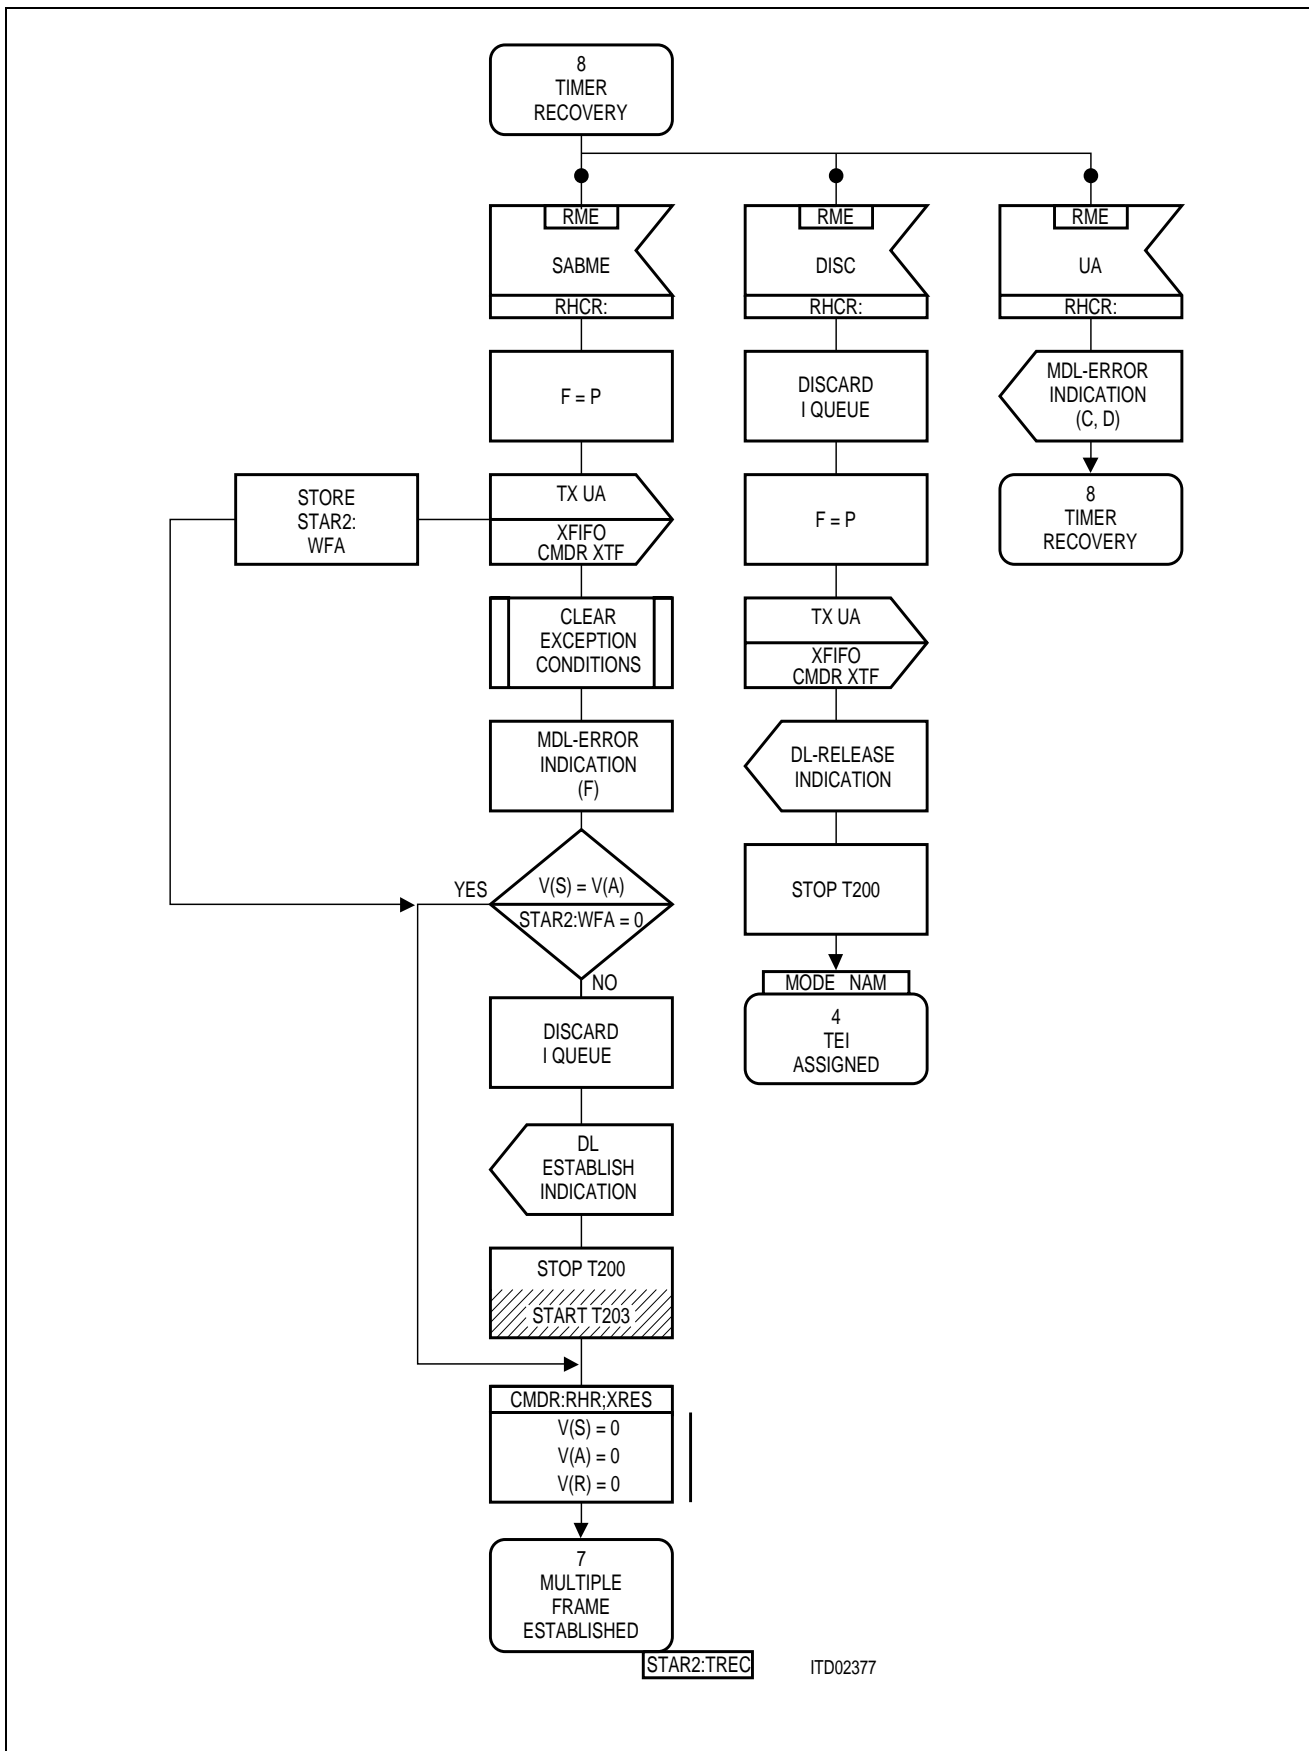 8
TIMER
RECOVERY
RME
SABME
RHCR:
RME
DISC
RHCR:
RME
UA
RHCR:
F = P
DISCARD
I QUEUE
MDL-ERROR
INDICATION
(C, D)
STORE
STAR2:
WFA
TX UA
XFIFO
CMDR XTF
F = P
8
TIMER
RECOVERY
CLEAR
EXCEPTION
CONDITIONS
TX UA
XFIFO
CMDR XTF
MDL-ERROR
INDICATION
(F)
DL-RELEASE
INDICATION
YES
V(S) = V(A)
STAR2:WFA = 0
NO
STOP T200
MODE NAM
4
TEI
ASSIGNED
DISCARD
I QUEUE
DL
ESTABLISH
INDICATION
STOP T200
START T203
CMDR:RHR;XRES
V(S) = 0
V(A) = 0
V(R) = 0
7
MULTIPLE
FRAME
ESTABLISHED
STAR2:TREC
ITD02377